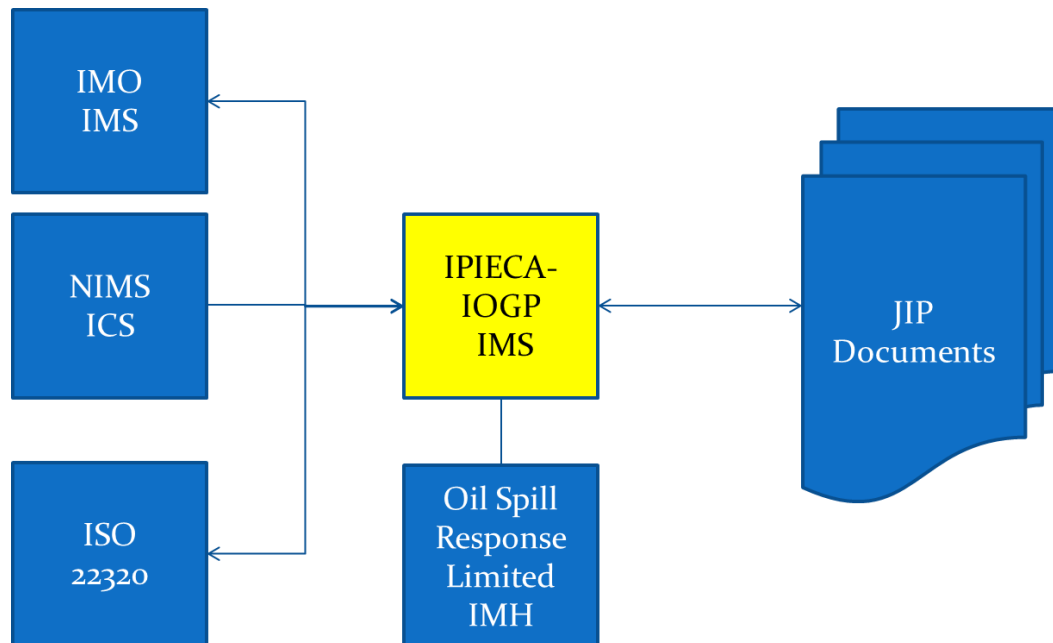 IMO
IMS
NIMS
ICS
ISO
22320
IPIECA-
IOGP
IMS
Oil Spill
Response
Limited
IMH
JIP
Documents